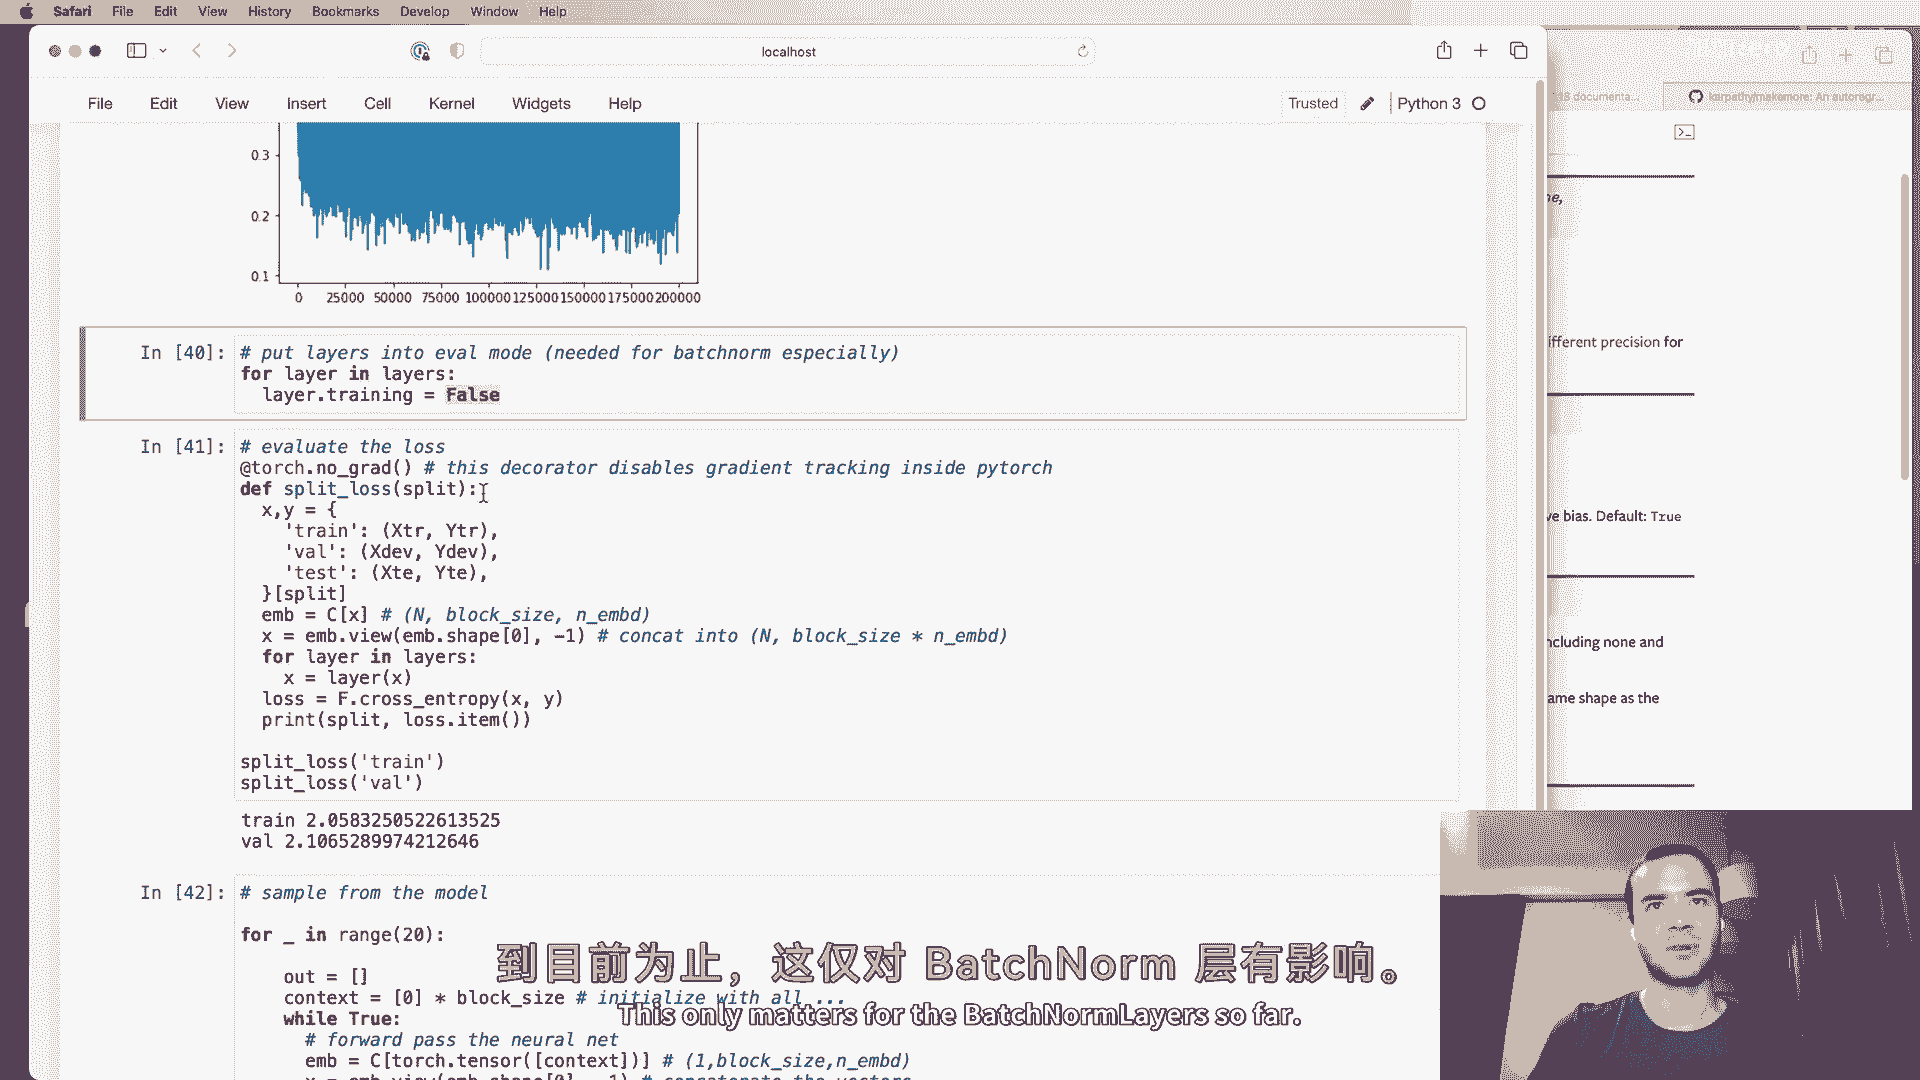 Safari File Edit View History Bookmarks Develop Window Help
localhost
File Edit View Insert Cell Kernel Widgets Help
Trusted Python 3
karpathy/makemore: An autoregr...
0.3
0.2
0.1
0 25000 50000 75000 100000 125000 150000 175000 200000
In [40]: # put layers into eval mode (needed for batchnorm especially)
for layer in layers:
layer.training = False
In [41]: # evaluate the loss
@torch.no_grad() # this decorator disables gradient tracking inside pytorch
def split_loss(split):
x,y = {
'train': (Xtr, Ytr),
'val': (Xdev, Ydev),
'test': (Xte, Yte),
}[split]
emb = C[x] # (N, block_size, n_embd)
x = emb.view(emb.shape[0], -1) # concat into (N, block_size * n_embd)
for layer in layers:
x = layer(x)
loss = F.cross_entropy(x, y)
print(split, loss.item())
split_loss('train')
split_loss('val')
train 2.0583250522613525
val 2.1065289974212646
In [42]: # sample from the model
for _ in range(20):
out = []
context = [0] * block_size # initialize with all ...
while True:
# forward pass the neural net
emb = C[torch.tensor([context])] # (1,block_size,n_embd)
ifferent precision for
ve bias. Default: True
ncluding none and
ame shape as the
到目前为止，这仅对 BatchNorm 层有影响。
This only matters for the BatchNormLayers so far.